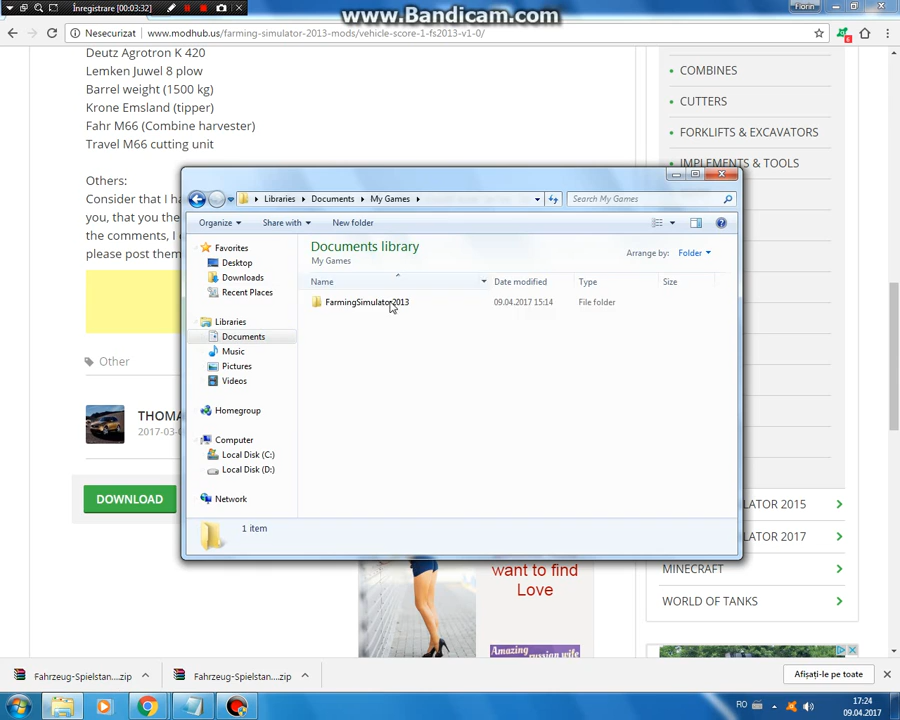 www.Bandicam.com
Înregistrare [00:03:32]
Florin
Nesecurizat
www.modhub.us/farming-simulator-2013-mods/vehicle-score-1-fs2013-v1-0/
Deutz Agrotron K 420
Lemken Juwel 8 plow
Barrel weight (1500 kg)
Krone Emsland (tipper)
Fahr M66 (Combine harvester)
Travel M66 cutting unit
Others:
Consider that I ha
you, that you the
the comments, I
please post them
Other
THOMA
2017-03-
DOWNLOAD
COMBINES
CUTTERS
FORKLIFTS & EXCAVATORS
IMPLEMENTS & TOOLS
LATOR 2015
LATOR 2017
MINECRAFT
WORLD OF TANKS
Libraries
Documents
My Games
Search My Games
Organize
Share with
New folder
Documents library
My Games
Arrange by:
Folder
Name
Date modified
Type
Size
FarmingSimulator2013
09.04.2017 15:14
File folder
Favorites
Desktop
Downloads
Recent Places
Libraries
Documents
Music
Pictures
Videos
Homegroup
Computer
Local Disk (C:)
Local Disk (D:)
Network
1 item
want to find
Love
Amazing
russian wife
Fahrzeug-Spielstan....zip
Fahrzeug-Spielstan....zip
Afișați-le pe toate
RO
17:24
09.04.2017